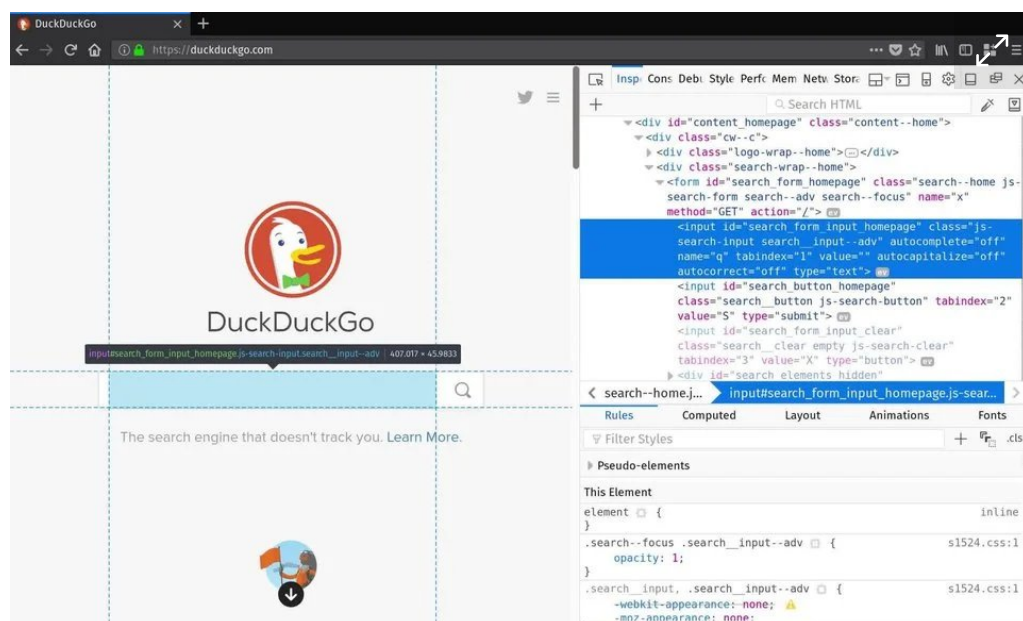 DuckDuckGo
https://duckduckgo.com
DuckDuckGo
input#search_form_input_homepage.js-search-input.search__input--adv | 407.017 × 45.9833
The search engine that doesn't track you. Learn More.
Insp Cons Debu Style Perfo Mem Netw Stora
Search HTML
<div id="content_homepage" class="content--home">
<div class="cw--c">
<div class="logo-wrap--home"></div>
<div class="search-wrap--home">
<form id="search_form_homepage" class="search--home js-
search-form search--adv search--focus" name="x"
method="GET" action="/"> ev
<input id="search_form_input_homepage" class="js-
search-input search__input--adv" autocomplete="off"
name="q" tabindex="1" value="" autocapitalize="off"
autocorrect="off" type="text"> ev
<input id="search_button_homepage"
class="search__button js-search-button" tabindex="2"
value="S" type="submit"> ev
<input id="search_form_input_clear"
class="search__clear empty js-search-clear"
tabindex="3" value="X" type="button"> ev
<div id="search_elements_hidden"
search--home.j... input#search_form_input_homepage.js-sear...
Rules Computed Layout Animations Fonts
Filter Styles + .cls
Pseudo-elements
This Element
element { inline
}
.search--focus .search__input--adv { s1524.css:1
opacity: 1;
}
.search__input, .search__input--adv { s1524.css:1
-webkit-appearance: none;
-moz-appearance: none;